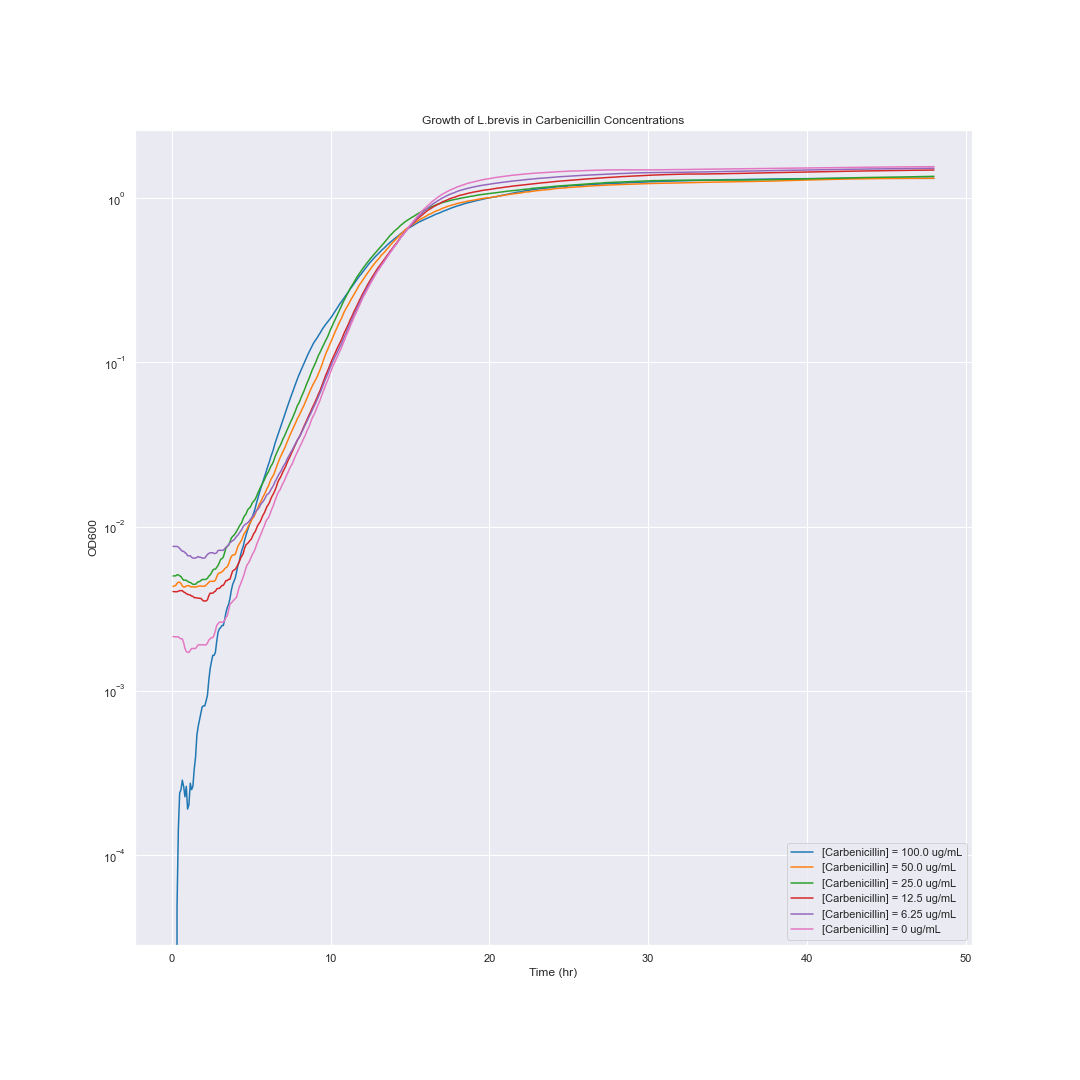 Growth of L.brevis in Carbenicillin Concentrations
OD600
10⁰
10⁻¹
10⁻²
10⁻³
10⁻⁴
[Carbenicillin] = 100.0 ug/mL
[Carbenicillin] = 50.0 ug/mL
[Carbenicillin] = 25.0 ug/mL
[Carbenicillin] = 12.5 ug/mL
[Carbenicillin] = 6.25 ug/mL
[Carbenicillin] = 0 ug/mL
0 10 20 30 40 50
Time (hr)